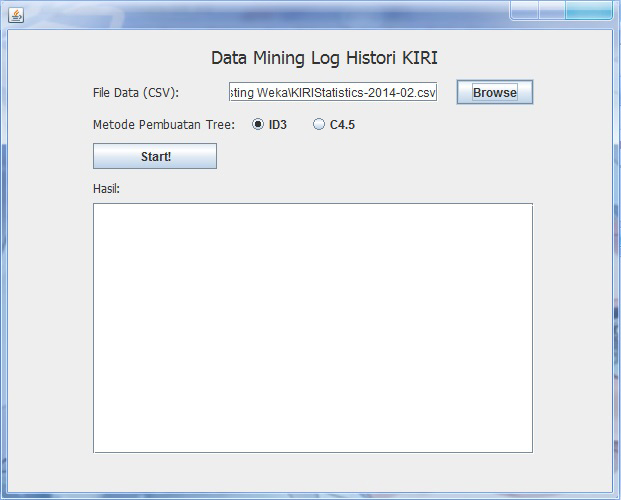 Data Mining Log Histori KIRI
File Data (CSV): sting Weka\KIRIStatistics-2014-02.csv Browse
Metode Pembuatan Tree: ID3 C4.5
Start!
Hasil: